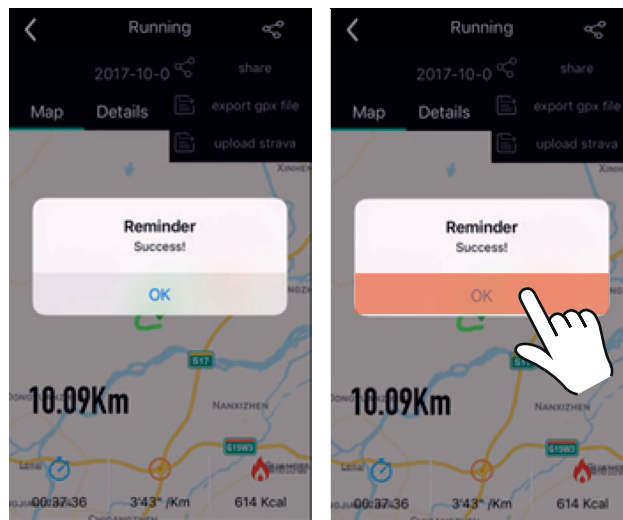 Running
2017-10-0
share
Map
Details
export gpx file
upload strava
Reminder
Success!
OK
S17
10.09Km
NANXIZHEN
G15W3
00:37:36
3'43" /Km
614 Kcal
Running
2017-10-0
share
Map
Details
export gpx file
upload strava
Reminder
Success!
OK
10.09Km
NANXIZHEN
G15W3
00:37:36
3'43" /Km
614 Kcal